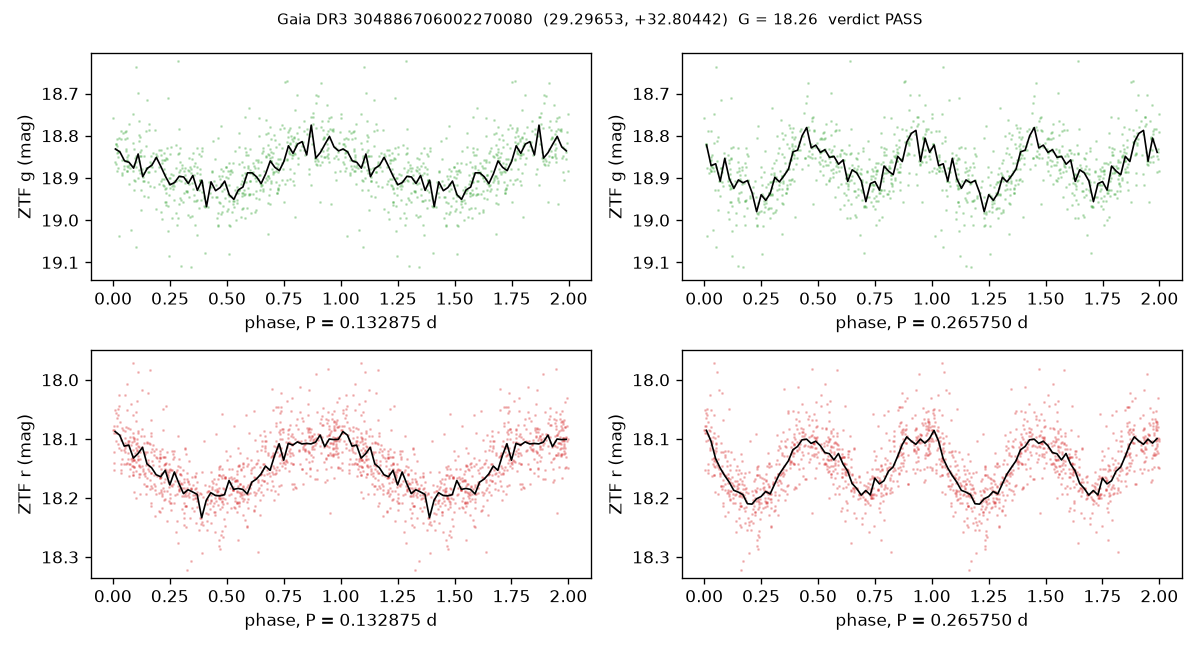 Gaia DR3 304886706002270080 (29.29653, +32.80442) G = 18.26 verdict PASS
ZTF g (mag)
18.7
18.8
18.9
19.0
19.1
0.00 0.25 0.50 0.75 1.00 1.25 1.50 1.75 2.00
phase, P = 0.132875 d
ZTF g (mag)
18.7
18.8
18.9
19.0
19.1
0.00 0.25 0.50 0.75 1.00 1.25 1.50 1.75 2.00
phase, P = 0.265750 d
ZTF r (mag)
18.0
18.1
18.2
18.3
0.00 0.25 0.50 0.75 1.00 1.25 1.50 1.75 2.00
phase, P = 0.132875 d
ZTF r (mag)
18.0
18.1
18.2
18.3
0.00 0.25 0.50 0.75 1.00 1.25 1.50 1.75 2.00
phase, P = 0.265750 d